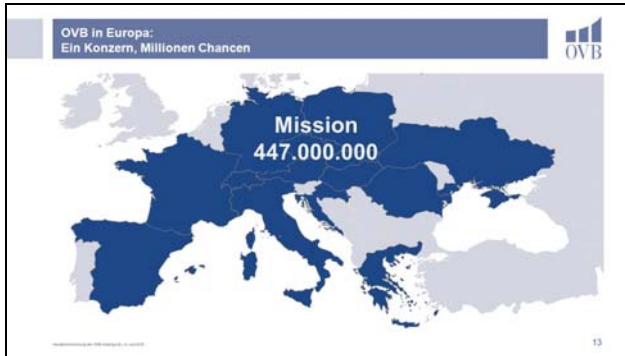 OVB in Europa:
Ein Konzern, Millionen Chancen
OVB
Mission
447.000.000
13